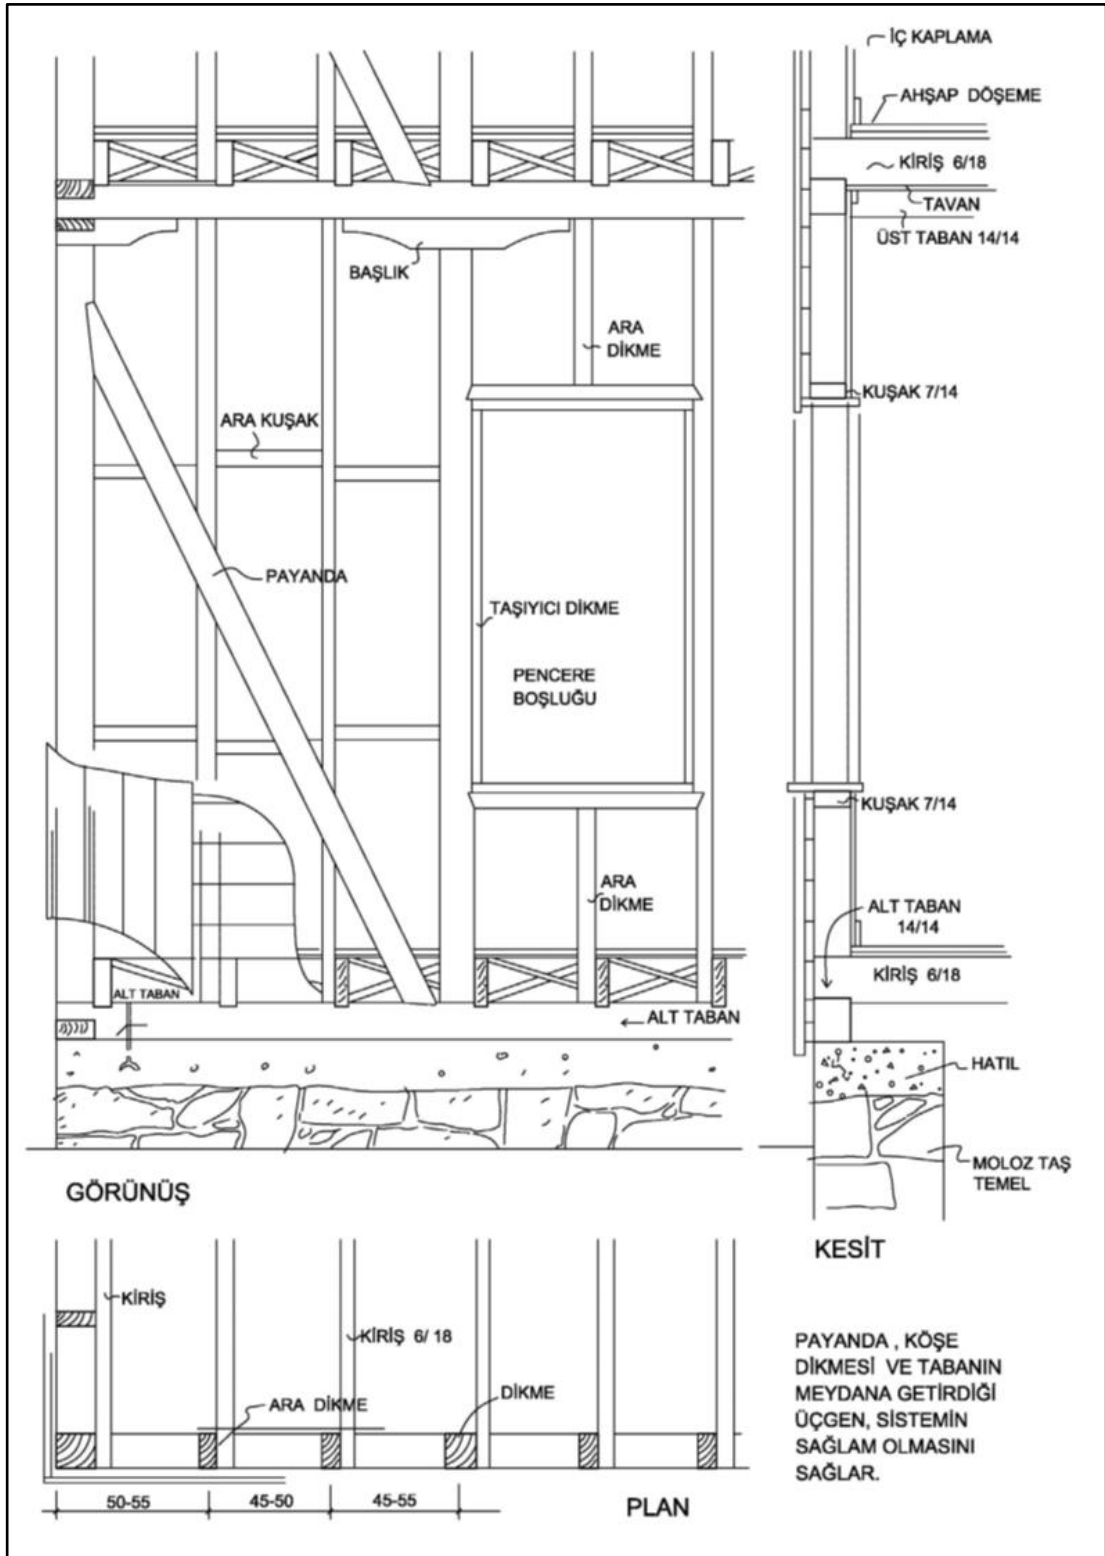 İÇ KAPLAMA
AHŞAP DÖŞEME
KİRİŞ 6/18
TAVAN
ÜST TABAN 14/14
BAŞLIK
ARA
DİKME
KUŞAK 7/14
ARA KUŞAK
PAYANDA
TAŞIYICI DİKME
PENCERE
BOŞLUĞU
KUŞAK 7/14
ARA
DİKME
ALT TABAN
14/14
KİRİŞ 6/18
ALT TABAN
ALT TABAN
HATIL
MOLOZ TAŞ
TEMEL
GÖRÜNÜŞ
KESİT
KİRİŞ
KİRİŞ 6/ 18
ARA DİKME
DİKME
50-55
45-50
45-55
PLAN
PAYANDA , KÖŞE
DİKMESİ VE TABANIN
MEYDANA GETİRDİĞİ
ÜÇGEN, SİSTEMİN
SAĞLAM OLMASINI
SAĞLAR.